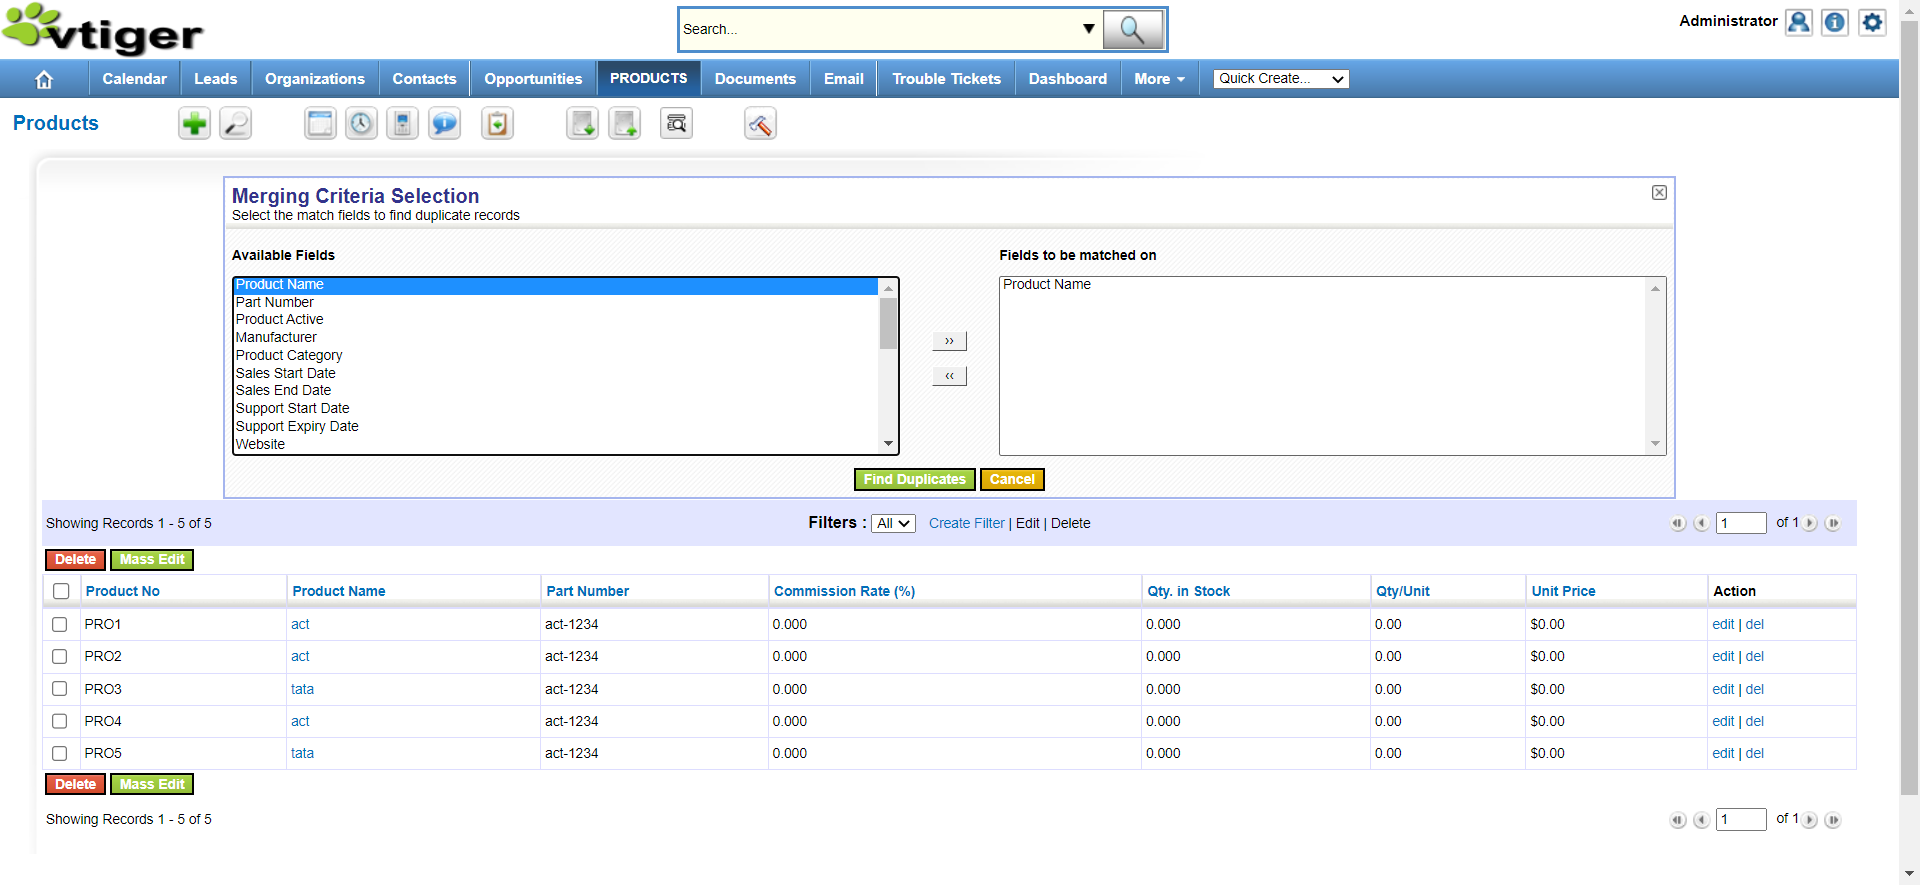 vtiger
Search...
Administrator
Calendar Leads Organizations Contacts Opportunities PRODUCTS Documents Email Trouble Tickets Dashboard More Quick Create...
Products
Merging Criteria Selection
Select the match fields to find duplicate records
Available Fields
Fields to be matched on
Product Name
Part Number
Product Active
Manufacturer
Product Category
Sales Start Date
Sales End Date
Support Start Date
Support Expiry Date
Website
››
‹‹
Product Name
Find Duplicates Cancel
Showing Records 1 - 5 of 5 Filters : All Create Filter | Edit | Delete 1 of 1
Delete Mass Edit
Product No Product Name Part Number Commission Rate (%) Qty. in Stock Qty/Unit Unit Price Action
PRO1 act act-1234 0.000 0.000 0.00 $0.00 edit | del
PRO2 act act-1234 0.000 0.000 0.00 $0.00 edit | del
PRO3 tata act-1234 0.000 0.000 0.00 $0.00 edit | del
PRO4 act act-1234 0.000 0.000 0.00 $0.00 edit | del
PRO5 tata act-1234 0.000 0.000 0.00 $0.00 edit | del
Delete Mass Edit
Showing Records 1 - 5 of 5 1 of 1